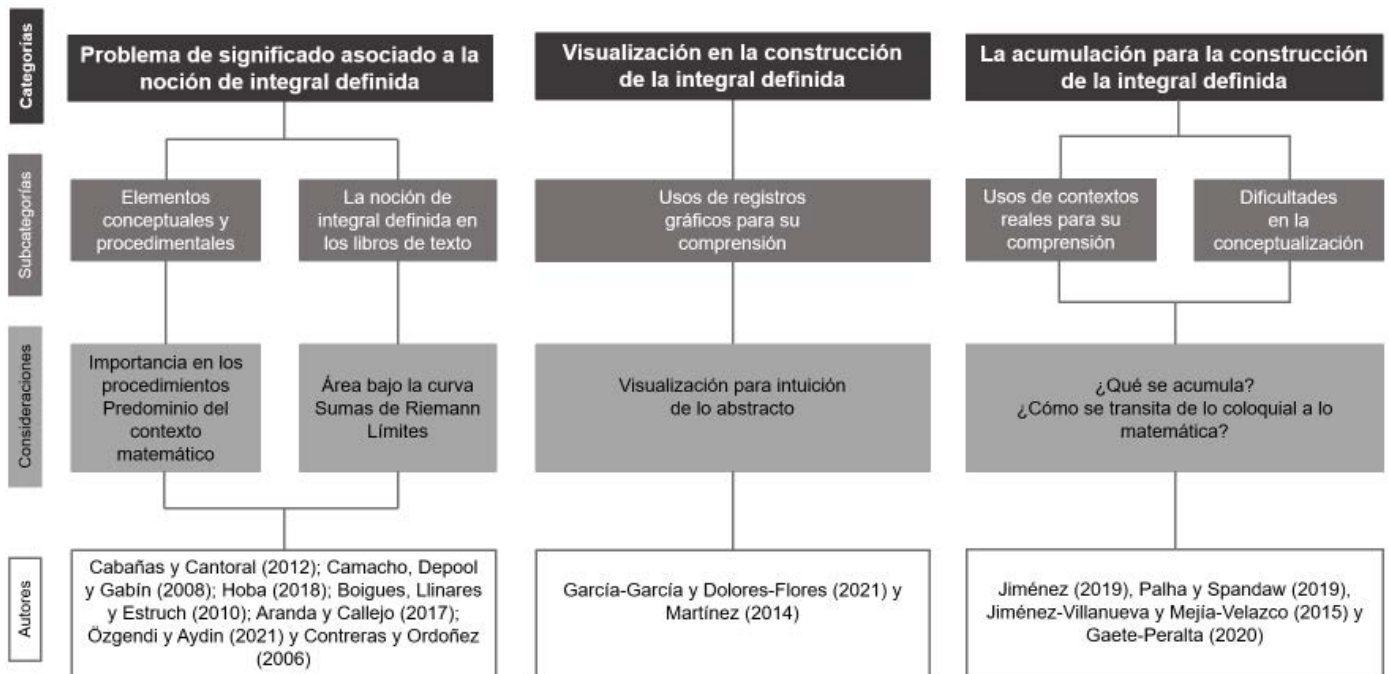 Categorías
Problema de significado asociado a la
noción de integral definida
Visualización en la construcción
de la integral definida
La acumulación para la construcción
de la integral definida
Subcategorías
Elementos
conceptuales y
procedimentales
La noción de
integral definida en
los libros de texto
Usos de registros
gráficos para su
comprensión
Usos de contextos
reales para su
comprensión
Dificultades
en la
conceptualización
Consideraciones
Importancia en los
procedimientos
Predominio del
contexto
matemático
Área bajo la curva
Sumas de Riemann
Límites
Visualización para intuición
de lo abstracto
¿Qué se acumula?
¿Cómo se transita de lo coloquial a lo
matemática?
Autores
Cabañas y Cantoral (2012); Camacho, Depool
y Gabín (2008); Hoba (2018); Boigues, Llinares
y Estruch (2010); Aranda y Callejo (2017);
Özgendi y Aydin (2021) y Contreras y Ordoñez
(2006)
García-García y Dolores-Flores (2021) y
Martínez (2014)
Jiménez (2019), Palha y Spandaw (2019),
Jiménez-Villanueva y Mejía-Velazco (2015) y
Gaete-Peralta (2020)